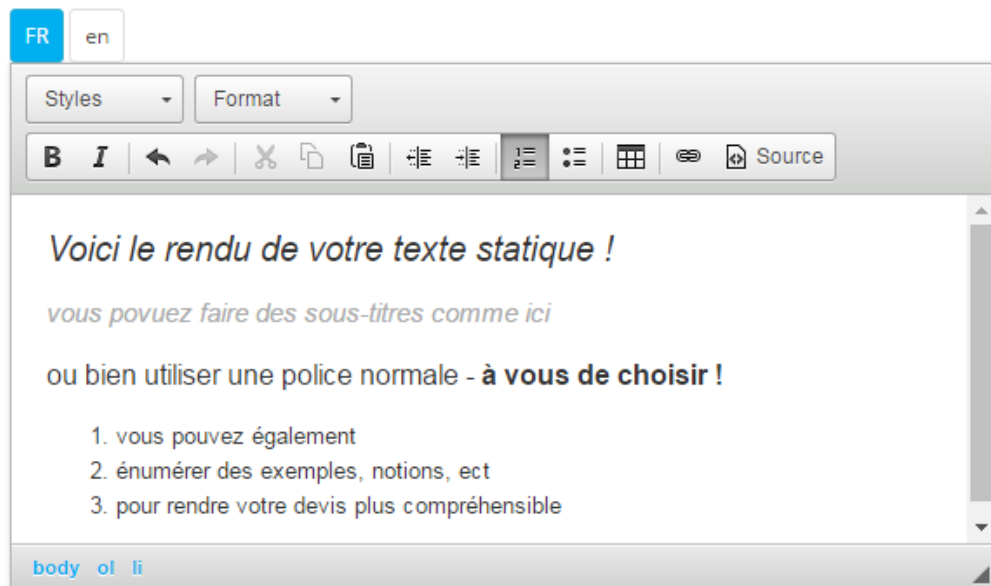 FR en
Styles Format
B I Source
Voici le rendu de votre texte statique !
vous povuez faire des sous-titres comme ici
ou bien utiliser une police normale - à vous de choisir !
1. vous pouvez également
2. énumérer des exemples, notions, ect
3. pour rendre votre devis plus compréhensible
body ol li